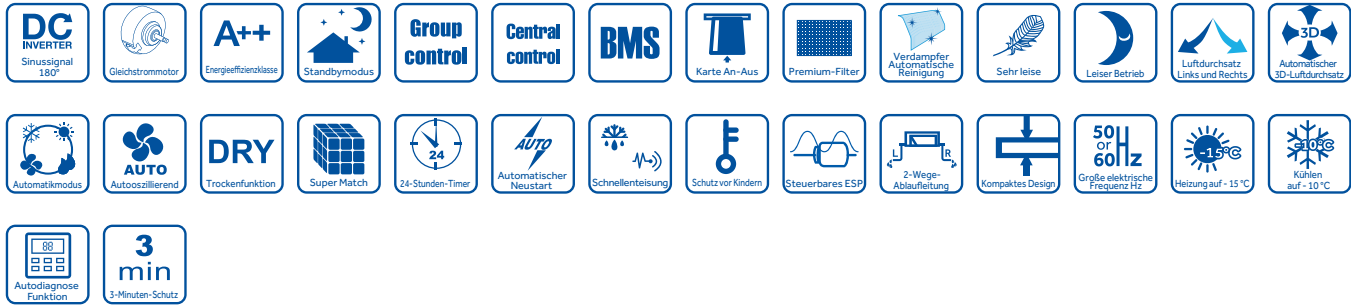 DC
INVERTER
Sinussignal
180°
Gleichstrommotor
A++
Energieeffizienzklasse
Standbymodus
Group
control
Central
control
BMS
Karte An-Aus
Premium-Filter
Verdampfer
Automatische
Reinigung
Sehr leise
Leiser Betrieb
Luftdurchsatz
Links und Rechts
3D
Automatischer
3D-Luftdurchsatz
Automatikmodus
AUTO
Autooszillierend
DRY
Trockenfunktion
Super Match
24
24-Stunden-Timer
AUTO
Automatischer
Neustart
Schnellenteisung
Schutz vor Kindern
Steuerbares ESP
L R
2-Wege-
Ablaufleitung
Kompaktes Design
50
or
60Hz
Große elektrische
Frequenz Hz
-15°C
Heizung auf - 15 °C
-10°C
Kühlen
auf - 10 °C
88
Autodiagnose
Funktion
3
min
3-Minuten-Schutz